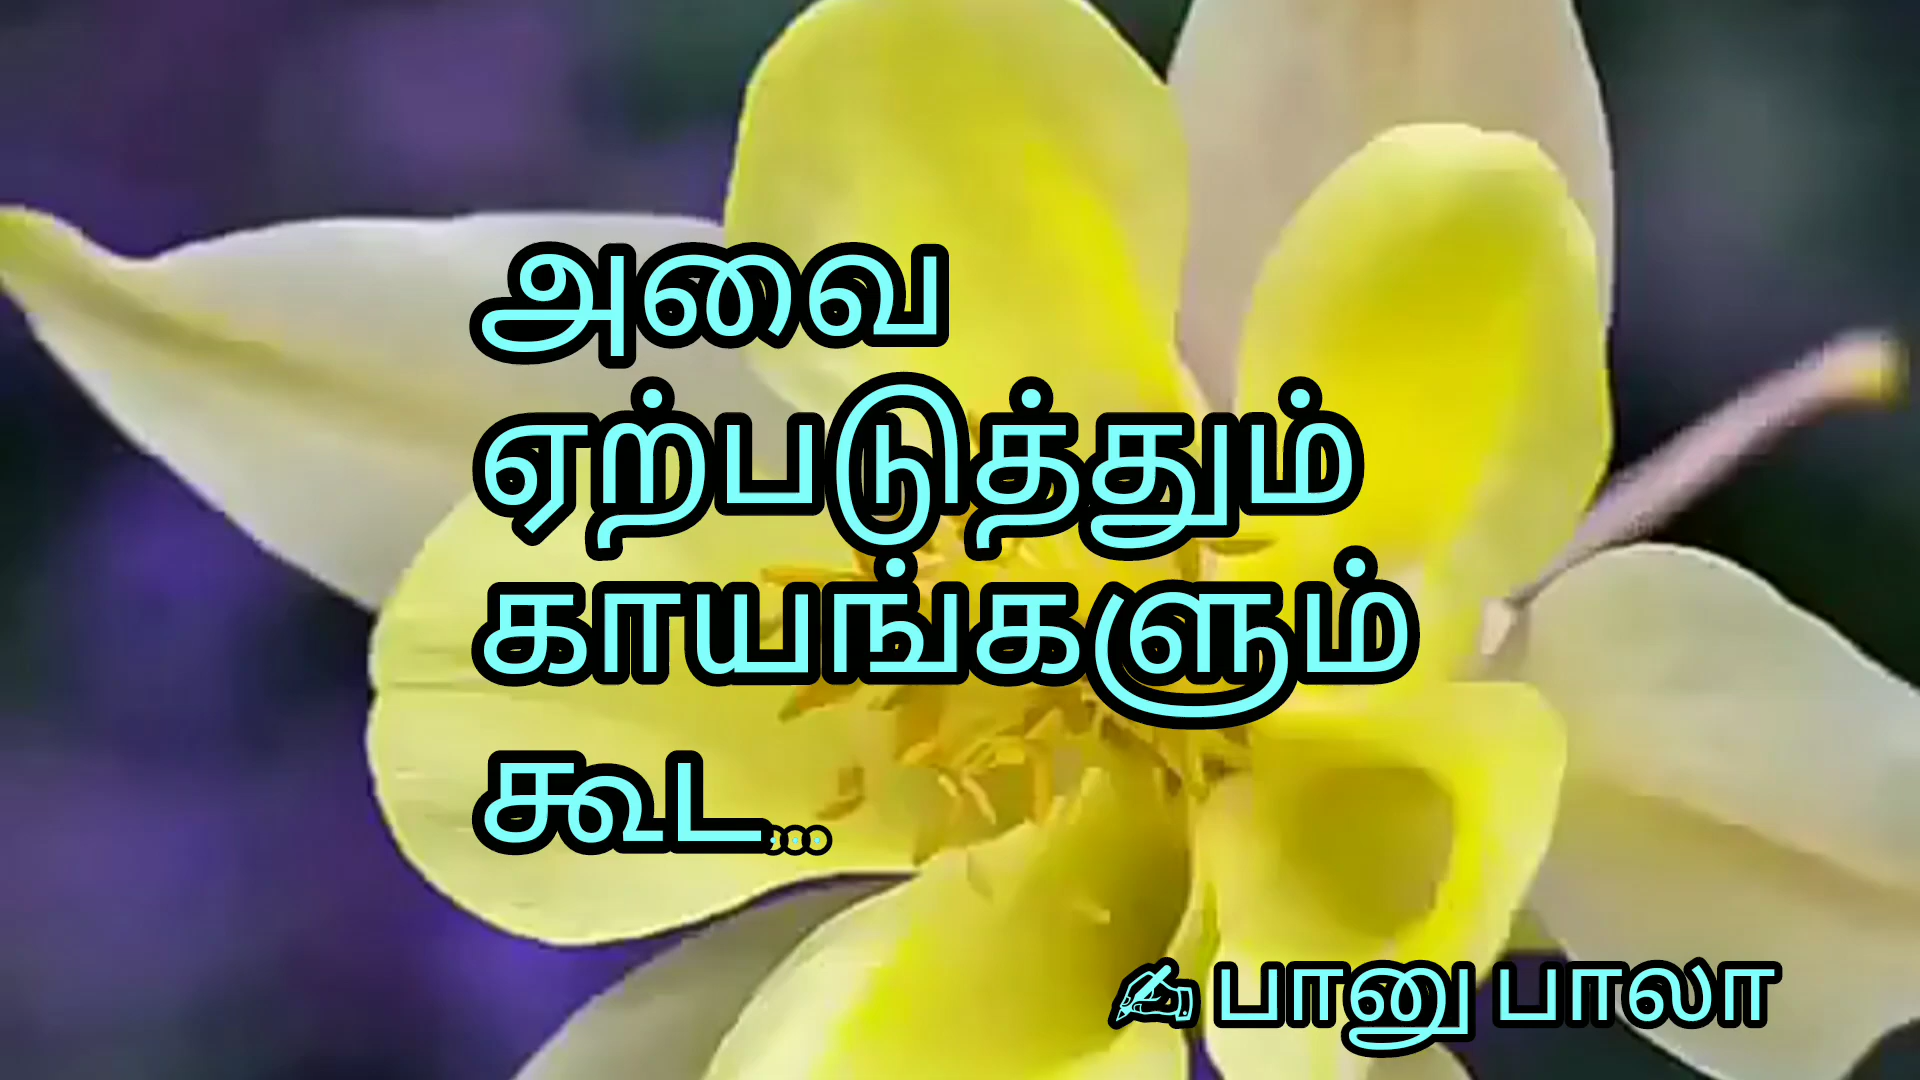 அவை
ஏற்படுத்தும்
காயங்களும்
கூட...
✍ பானு பாலா